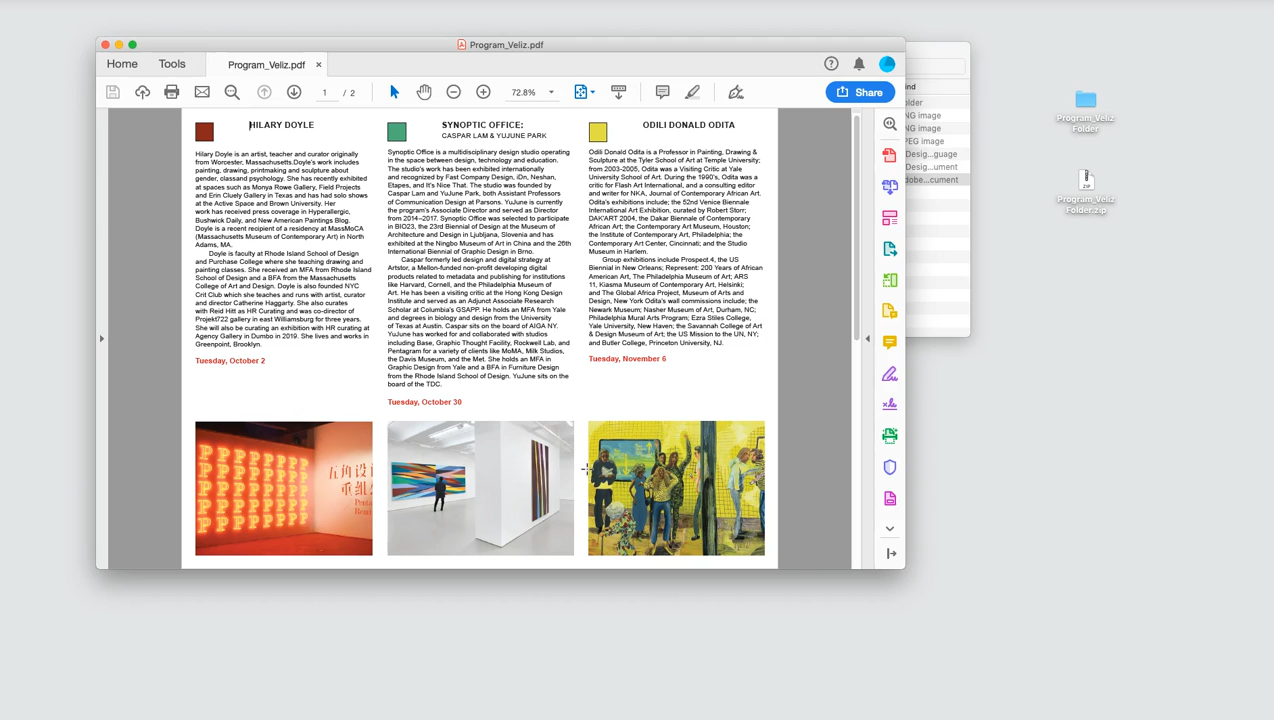 Program_Veliz.pdf
Home
Tools
Program_Veliz.pdf
×
1 / 2
72.8%
Share
ind
older
NG image
NG image
PEG image
Desig...guage
Desig...ument
dobe...cument
Program_Veliz
Folder
ZIP
Program_Veliz
Folder.zip
HILARY DOYLE
Hilary Doyle is an artist, teacher and curator originally
from Worcester, Massachusetts.Doyle's work includes
painting, drawing, printmaking and sculpture about
gender, classand psychology. She has recently exhibited
at spaces such as Monya Rowe Gallery, Field Projects
and Erin Cluely Gallery in Texas and has had solo shows
at the Active Space and Brown University. Her
work has received press coverage in Hyperallergic,
Bushwick Daily, and New American Paintings Blog.
Doyle is a recent recipient of a residency at MassMoCA
(Massachusetts Museum of Contemporary Art) in North
Adams, MA.
Doyle is faculty at Rhode Island School of Design
and Purchase College where she teaching drawing and
painting classes. She received an MFA from Rhode Island
School of Design and a BFA from the Massachusetts
College of Art and Design. Doyle is also founded NYC
Crit Club which she teaches and runs with artist, curator
and director Catherine Haggarty. She also curates
with Reid Hitt as HR Curating and was co-director of
Projekt722 gallery in east Williamsburg for three years.
She will also be curating an exhibition with HR curating at
Agency Gallery in Dumbo in 2019. She lives and works in
Greenpoint, Brooklyn.
Tuesday, October 2
SYNOPTIC OFFICE:
CASPAR LAM & YUJUNE PARK
Synoptic Office is a multidisciplinary design studio operating
in the space between design, technology and education.
The studio's work has been exhibited internationally
and recognized by Fast Company Design, iDn, Neshan,
Etapes, and It's Nice That. The studio was founded by
Caspar Lam and YuJune Park, both Assistant Professors
of Communication Design at Parsons. YuJune is currently
the program's Associate Director and served as Director
from 2014–2017. Synoptic Office was selected to participate
in BIO23, the 23rd Biennial of Design at the Museum of
Architecture and Design in Ljubljana, Slovenia and has
exhibited at the Ningbo Museum of Art in China and the 26th
International Biennial of Graphic Design in Brno.
Caspar formerly led design and digital strategy at
Artstor, a Mellon-funded non-profit developing digital
products related to metadata and publishing for institutions
like Harvard, Cornell, and the Philadelphia Museum of
Art. He has been a visiting critic at the Hong Kong Design
Institute and served as an Adjunct Associate Research
Scholar at Columbia's GSAPP. He holds an MFA from Yale
and degrees in biology and design from the University
of Texas at Austin. Caspar sits on the board of AIGA NY.
YuJune has worked for and collaborated with studios
including Base, Graphic Thought Facility, Rockwell Lab, and
Pentagram for a variety of clients like MoMA, Milk Studios,
the Davis Museum, and the Met. She holds an MFA in
Graphic Design from Yale and a BFA in Furniture Design
from the Rhode Island School of Design. YuJune sits on the
board of the TDC.
Tuesday, October 30
ODILI DONALD ODITA
Odili Donald Odita is a Professor in Painting, Drawing &
Sculpture at the Tyler School of Art at Temple University;
from 2003-2005, Odita was a Visiting Critic at Yale
University School of Art. During the 1990's, Odita was a
critic for Flash Art International, and a consulting editor
and writer for NKA, Journal of Contemporary African Art.
Odita's exhibitions include; the 52nd Venice Biennale
International Art Exhibition, curated by Robert Storr;
DAK'ART 2004, the Dakar Biennale of Contemporary
African Art; the Contemporary Arts Museum, Houston;
the Institute of Contemporary Art, Philadelphia; the
Contemporary Art Center, Cincinnati; and the Studio
Museum in Harlem.
Group exhibitions include Prospect.4, the US
Biennial in New Orleans; Represent: 200 Years of African
American Art, The Philadelphia Museum of Art; ARS
11, Kiasma Museum of Contemporary Art, Helsinki;
and The Global Africa Project, Museum of Arts and
Design, New York Odita's wall commissions include; the
Newark Museum; Nasher Museum of Art, Durham, NC;
Philadelphia Mural Arts Program; Ezra Stiles College,
Yale University, New Haven; the Savannah College of Art
& Design Museum of Art; the US Mission to the UN, NY;
and Butler College, Princeton University, NJ.
Tuesday, November 6
五角设
重组